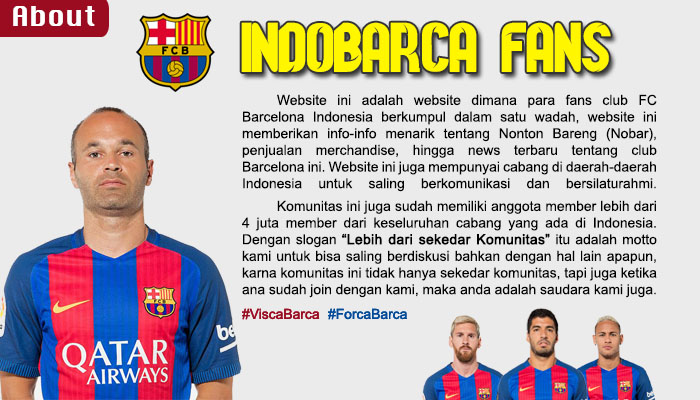 About
FCB
INDOBARCA FANS
Website ini adalah website dimana para fans club FC
Barcelona Indonesia berkumpul dalam satu wadah, website ini
memberikan info-info menarik tentang Nonton Bareng (Nobar),
penjualan merchandise, hingga news terbaru tentang club
Barcelona ini. Website ini juga mempunyai cabang di daerah-daerah
Indonesia untuk saling berkomunikasi dan bersilaturahmi.
Komunitas ini juga sudah memiliki anggota member lebih dari
4 juta member dari keseluruhan cabang yang ada di Indonesia.
Dengan slogan “Lebih dari sekedar Komunitas” itu adalah motto
kami untuk bisa saling berdiskusi bahkan dengan hal lain apapun,
karna komunitas ini tidak hanya sekedar komunitas, tapi juga ketika
ana sudah join dengan kami, maka anda adalah saudara kami juga.
#ViscaBarca #ForcaBarca
QATAR
AIRWAYS